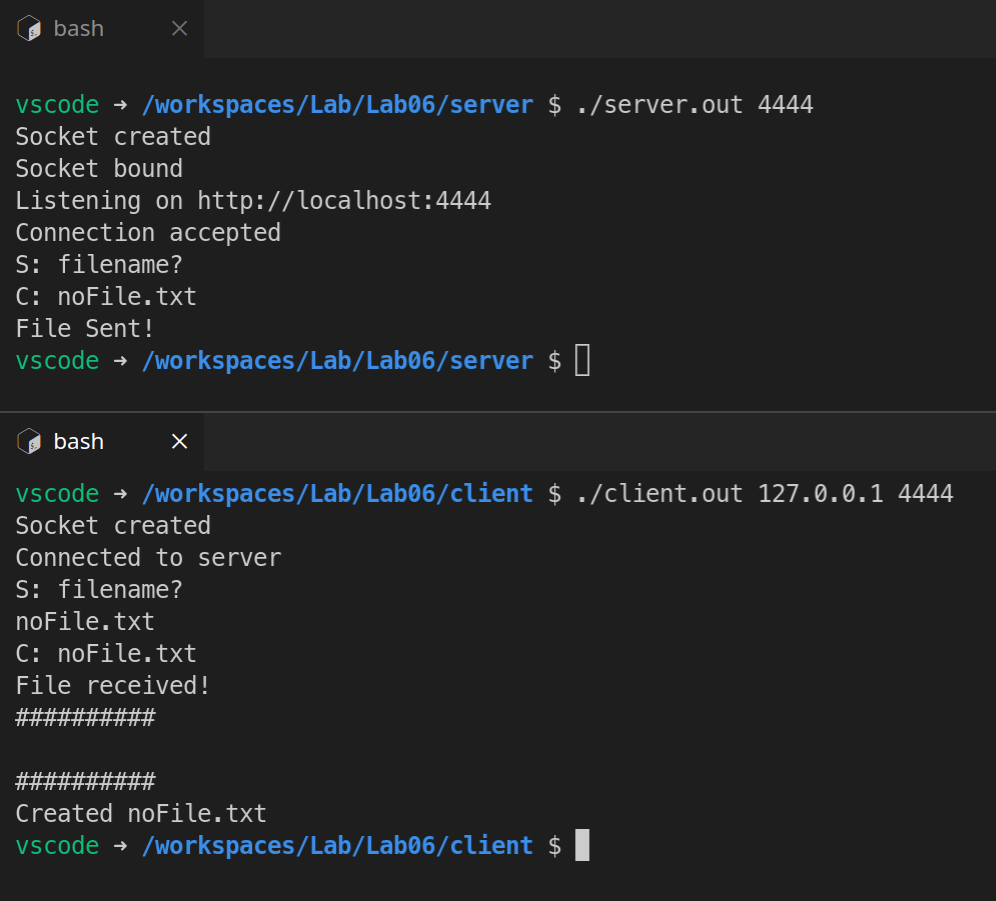 bash
vscode ➜ /workspaces/Lab/Lab06/server $ ./server.out 4444
Socket created
Socket bound
Listening on http://localhost:4444
Connection accepted
S: filename?
C: noFile.txt
File Sent!
vscode ➜ /workspaces/Lab/Lab06/server $
bash
vscode ➜ /workspaces/Lab/Lab06/client $ ./client.out 127.0.0.1 4444
Socket created
Connected to server
S: filename?
noFile.txt
C: noFile.txt
File received!
##########
##########
Created noFile.txt
vscode ➜ /workspaces/Lab/Lab06/client $